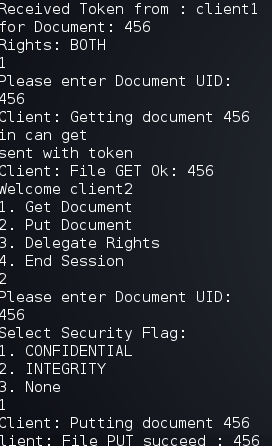 Received Token from : client1
for Document: 456
Rights: BOTH
1
Please enter Document UID:
456
Client: Getting document 456
in can get
sent with token
Client: File GET Ok: 456
Welcome client2
1. Get Document
2. Put Document
3. Delegate Rights
4. End Session
2
Please enter Document UID:
456
Select Security Flag:
1. CONFIDENTIAL
2. INTEGRITY
3. None
1
Client: Putting document 456
lient: File PUT succeed : 456